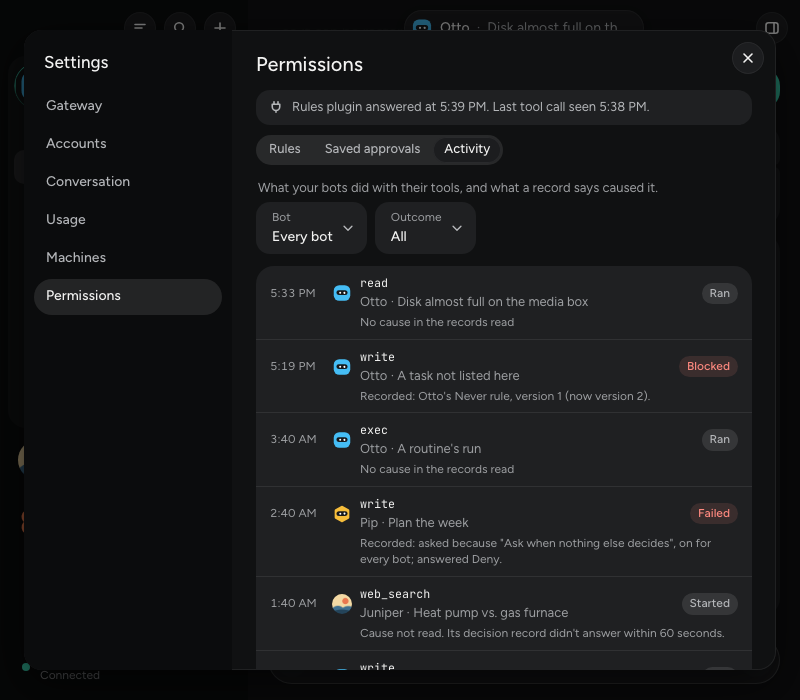 Otto · Disk almost full on th
Settings
Gateway
Accounts
Conversation
Usage
Machines
Permissions
Permissions
Rules plugin answered at 5:39 PM. Last tool call seen 5:38 PM.
Rules Saved approvals Activity
What your bots did with their tools, and what a record says caused it.
Bot
Every bot
Outcome
All
5:33 PM
read
Otto · Disk almost full on the media box
No cause in the records read
Ran
5:19 PM
write
Otto · A task not listed here
Recorded: Otto's Never rule, version 1 (now version 2).
Blocked
3:40 AM
exec
Otto · A routine's run
No cause in the records read
Ran
2:40 AM
write
Pip · Plan the week
Recorded: asked because "Ask when nothing else decides", on for
every bot; answered Deny.
Failed
1:40 AM
web_search
Juniper · Heat pump vs. gas furnace
Cause not read. Its decision record didn't answer within 60 seconds.
Started
write
Connected